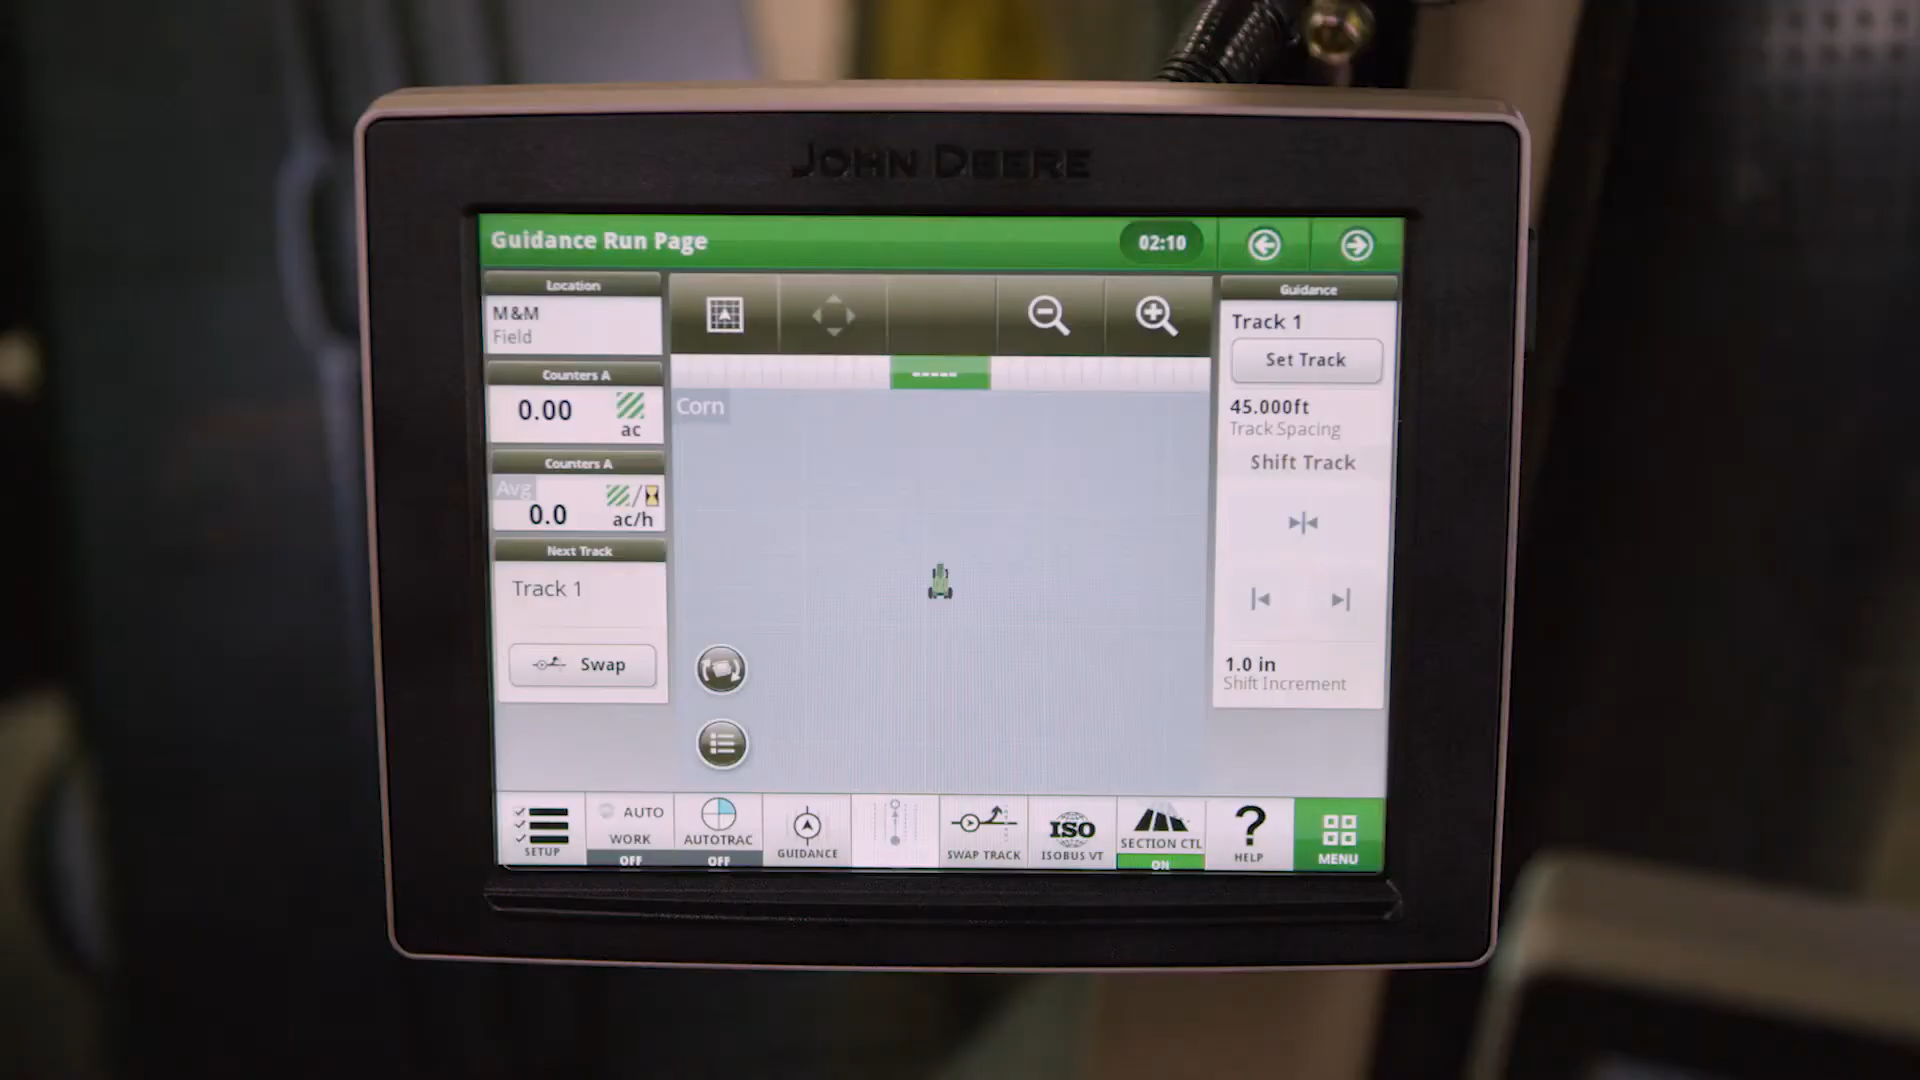 JOHN DEERE
Guidance Run Page
02:10
Location
M&M
Field
Counters A
0.00
ac
Counters A
Avg
0.0
ac/h
Next Track
Track 1
Swap
Corn
Guidance
Track 1
Set Track
45.000ft
Track Spacing
Shift Track
1.0 in
Shift Increment
SETUP
AUTO
WORK
OFF
AUTOTRAC
OFF
GUIDANCE
SWAP TRACK
ISO
ISOBUS VT
SECTION CTL
ON
?
HELP
MENU